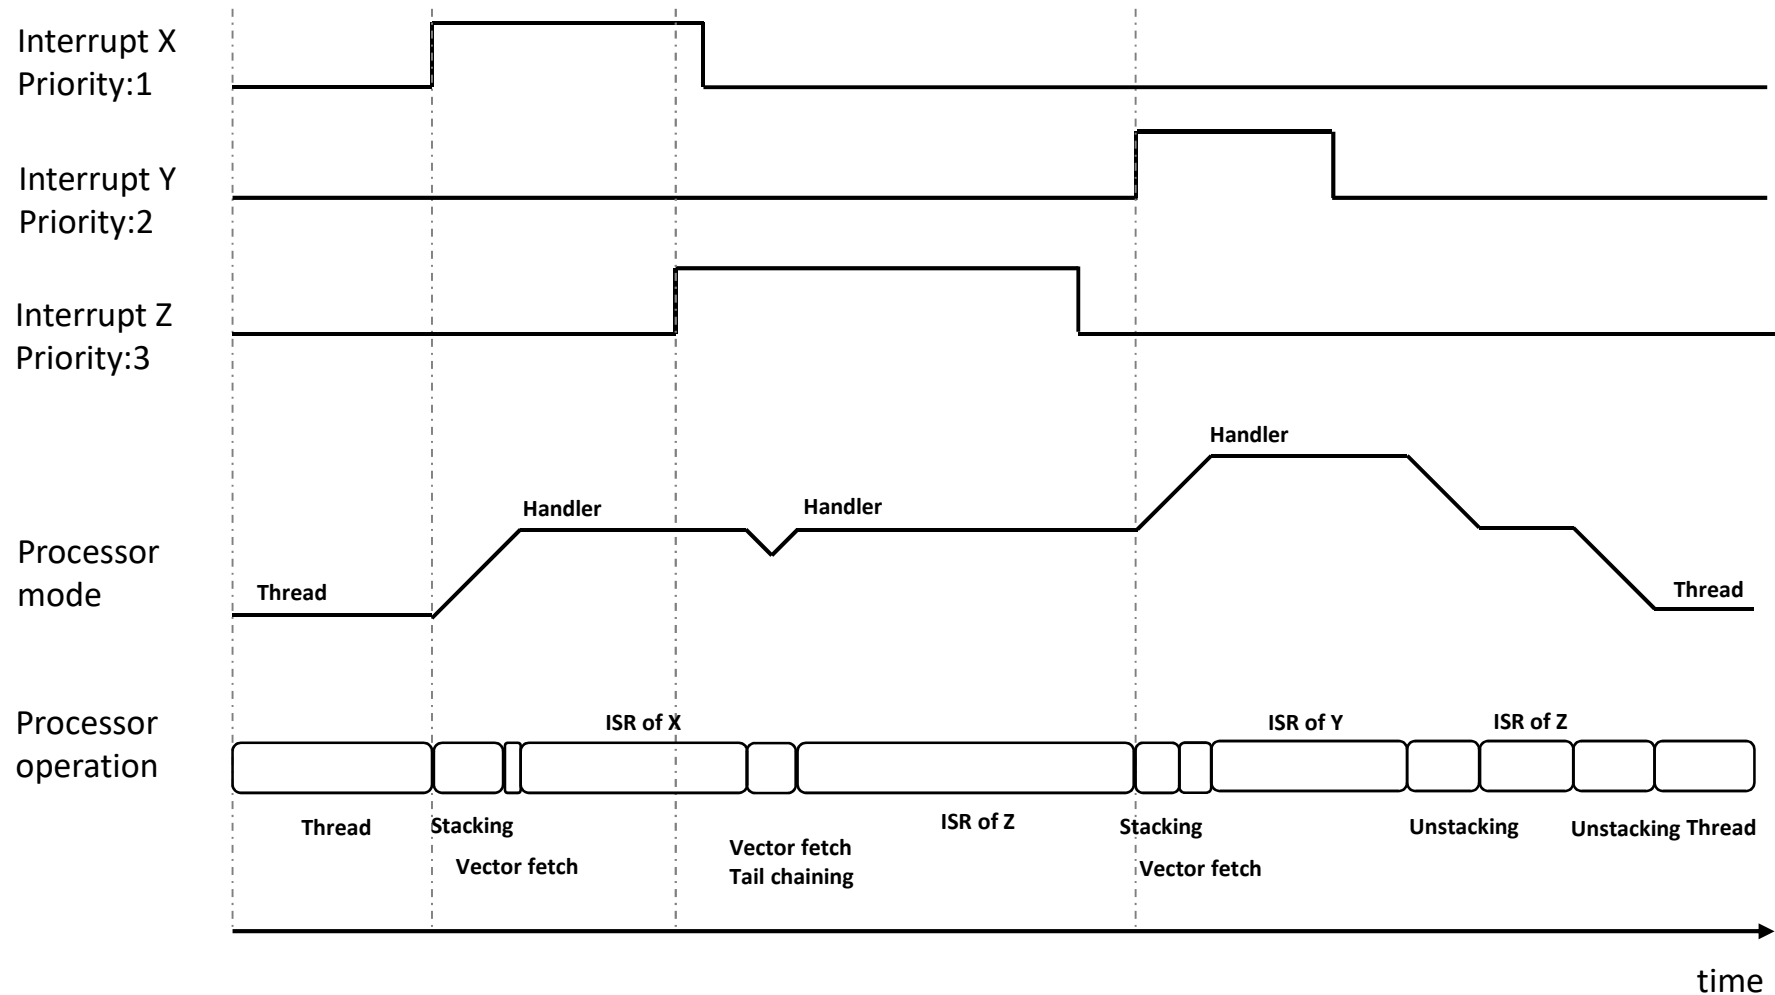 Interrupt X
Priority:1
Interrupt Y
Priority:2
Interrupt Z
Priority:3
Handler
Handler
Handler
Processor
mode
Thread
Thread
Processor
operation
ISR of X
ISR of Y
ISR of Z
Thread
Stacking
Vector fetch
Vector fetch
Tail chaining
ISR of Z
Stacking
Vector fetch
Unstacking
Unstacking Thread
time